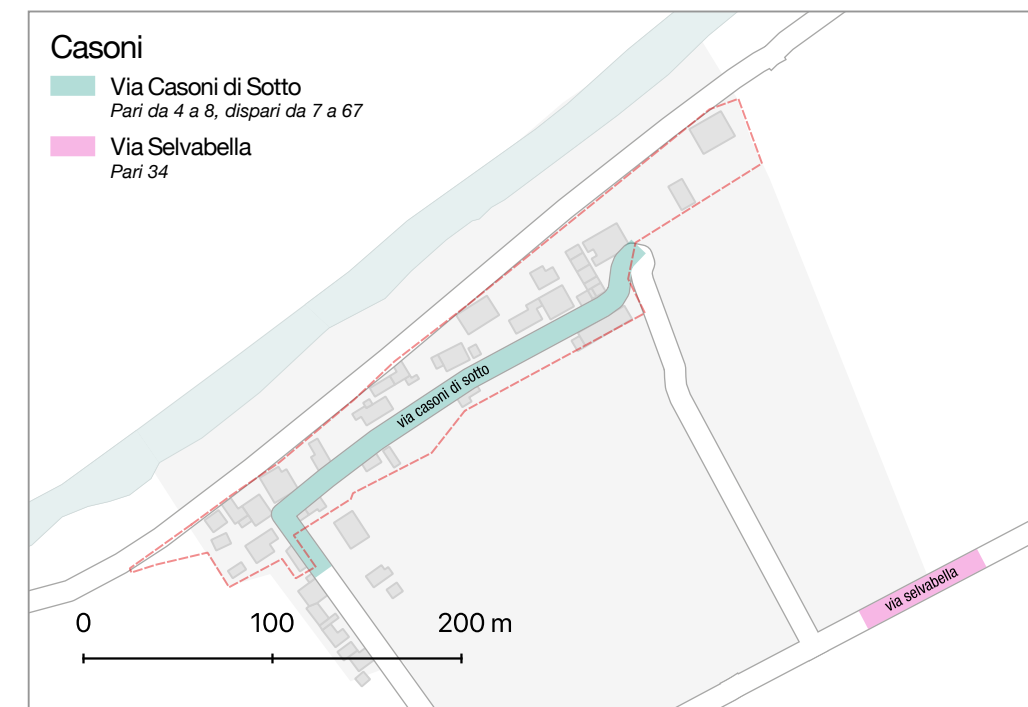 Casoni
Via Casoni di Sotto
Pari da 4 a 8, dispari da 7 a 67
Via Selvabella
Pari 34
via casoni di sotto
via selvabella
0 100 200 m